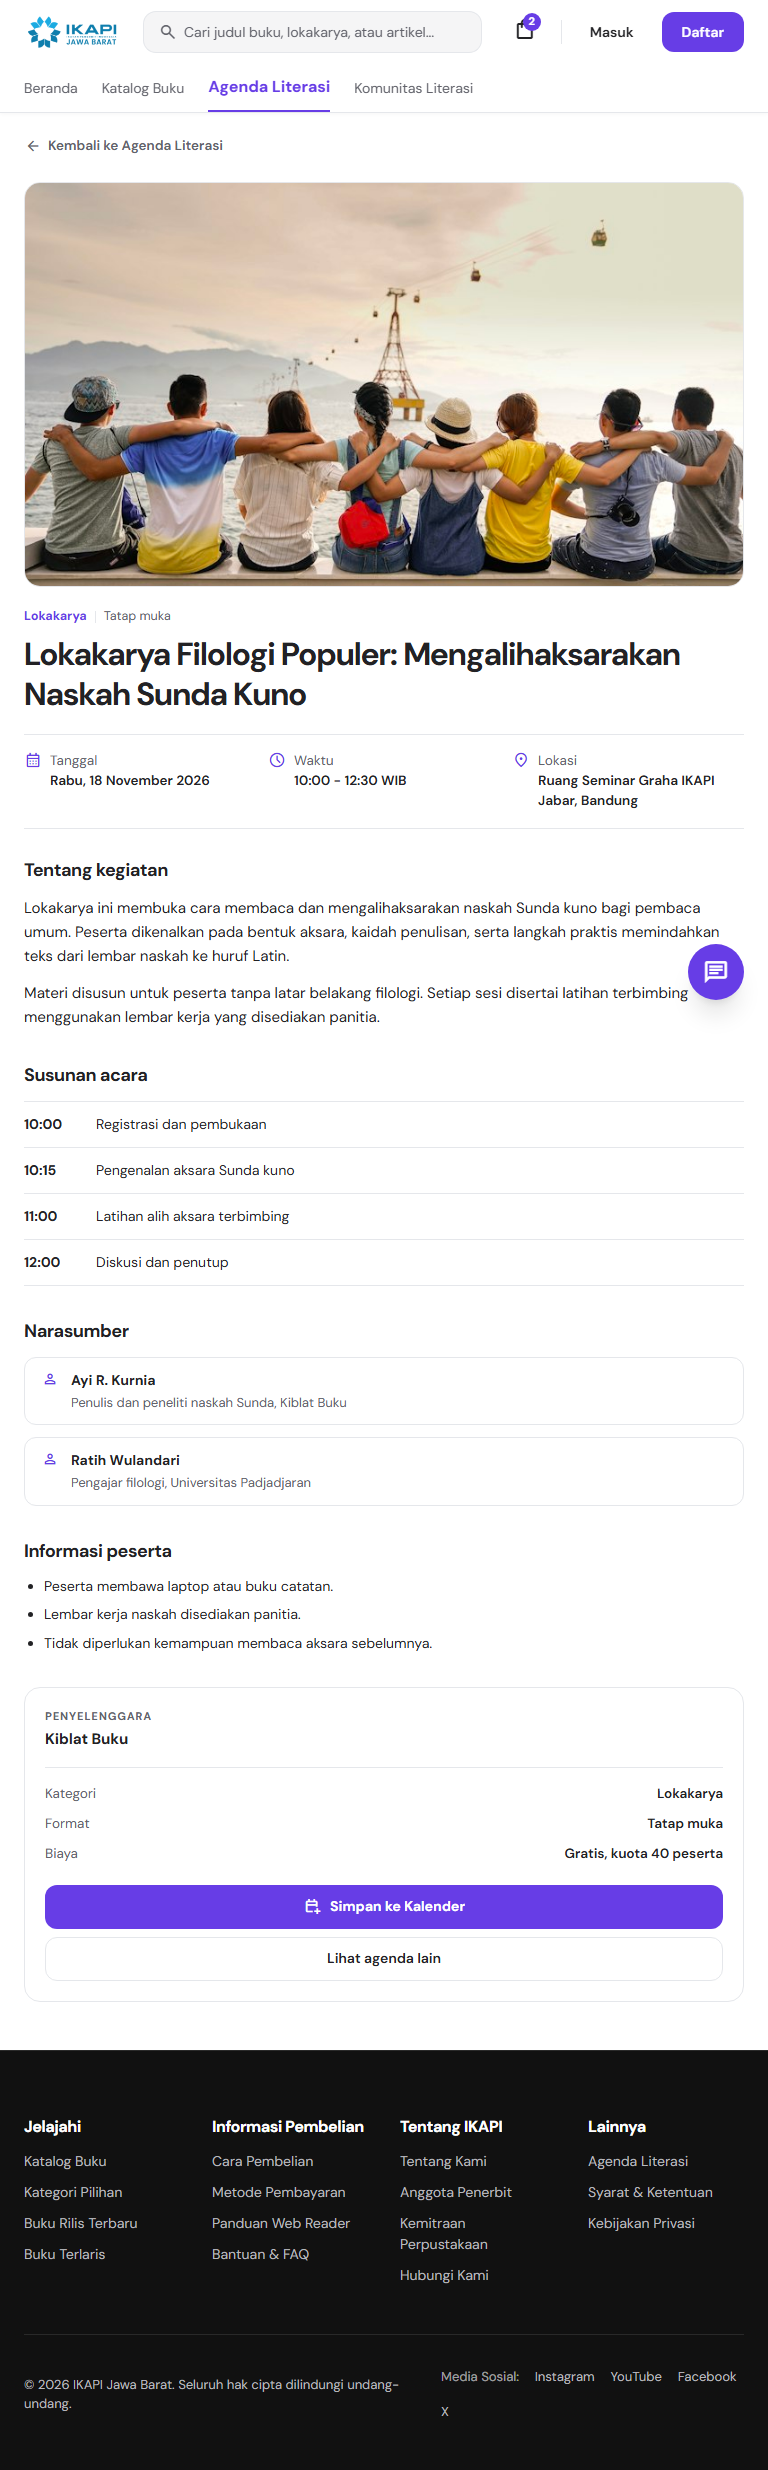 IKAPI
JAWA BARAT
Cari judul buku, lokakarya, atau artikel...
2
Masuk
Daftar
Beranda
Katalog Buku
Agenda Literasi
Komunitas Literasi
Kembali ke Agenda Literasi
Lokakarya | Tatap muka
Lokakarya Filologi Populer: Mengalihaksarakan
Naskah Sunda Kuno
Tanggal
Rabu, 18 November 2026
Waktu
10:00 - 12:30 WIB
Lokasi
Ruang Seminar Graha IKAPI
Jabar, Bandung
Tentang kegiatan
Lokakarya ini membuka cara membaca dan mengalihaksarakan naskah Sunda kuno bagi pembaca
umum. Peserta dikenalkan pada bentuk aksara, kaidah penulisan, serta langkah praktis memindahkan
teks dari lembar naskah ke huruf Latin.
Materi disusun untuk peserta tanpa latar belakang filologi. Setiap sesi disertai latihan terbimbing
menggunakan lembar kerja yang disediakan panitia.
Susunan acara
10:00 Registrasi dan pembukaan
10:15 Pengenalan aksara Sunda kuno
11:00 Latihan alih aksara terbimbing
12:00 Diskusi dan penutup
Narasumber
Ayi R. Kurnia
Penulis dan peneliti naskah Sunda, Kiblat Buku
Ratih Wulandari
Pengajar filologi, Universitas Padjadjaran
Informasi peserta
• Peserta membawa laptop atau buku catatan.
• Lembar kerja naskah disediakan panitia.
• Tidak diperlukan kemampuan membaca aksara sebelumnya.
PENYELENGGARA
Kiblat Buku
Kategori Lokakarya
Format Tatap muka
Biaya Gratis, kuota 40 peserta
Simpan ke Kalender
Lihat agenda lain
Jelajahi
Katalog Buku
Kategori Pilihan
Buku Rilis Terbaru
Buku Terlaris
Informasi Pembelian
Cara Pembelian
Metode Pembayaran
Panduan Web Reader
Bantuan & FAQ
Tentang IKAPI
Tentang Kami
Anggota Penerbit
Kemitraan
Perpustakaan
Hubungi Kami
Lainnya
Agenda Literasi
Syarat & Ketentuan
Kebijakan Privasi
© 2026 IKAPI Jawa Barat. Seluruh hak cipta dilindungi undang-
undang.
Media Sosial: Instagram YouTube Facebook
X